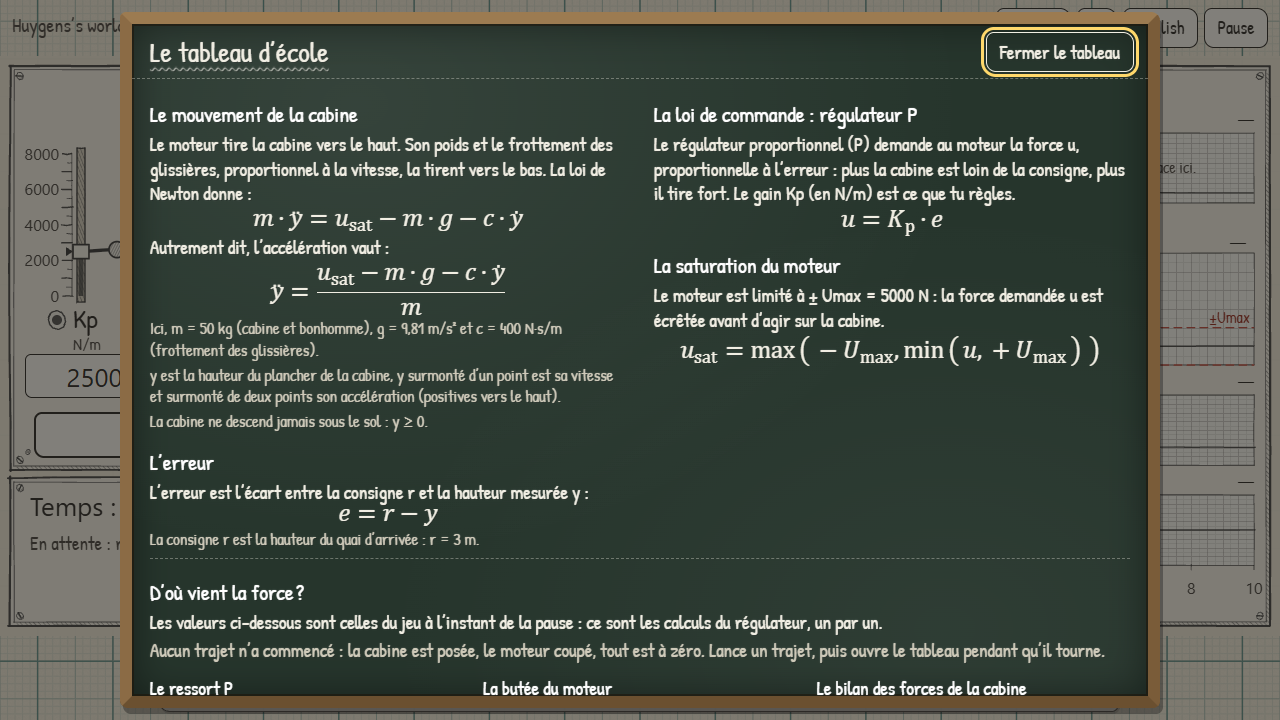 Huygens's worl
lish
Pause
Le tableau d'école
Fermer le tableau
Le mouvement de la cabine
Le moteur tire la cabine vers le haut. Son poids et le frottement des
glissières, proportionnel à la vitesse, la tirent vers le bas. La loi de
Newton donne :
m · ÿ = u_sat − m · g − c · ẏ
Autrement dit, l'accélération vaut :
ÿ = (u_sat − m · g − c · ẏ) / m
Ici, m = 50 kg (cabine et bonhomme), g = 9,81 m/s² et c = 400 N·s/m
(frottement des glissières).
y est la hauteur du plancher de la cabine, y surmonté d'un point est sa vitesse
et surmonté de deux points son accélération (positives vers le haut).
La cabine ne descend jamais sous le sol : y ≥ 0.
L'erreur
L'erreur est l'écart entre la consigne r et la hauteur mesurée y :
e = r − y
La consigne r est la hauteur du quai d'arrivée : r = 3 m.
La loi de commande : régulateur P
Le régulateur proportionnel (P) demande au moteur la force u,
proportionnelle à l'erreur : plus la cabine est loin de la consigne, plus
il tire fort. Le gain Kp (en N/m) est ce que tu règles.
u = K_p · e
La saturation du moteur
Le moteur est limité à ± Umax = 5000 N : la force demandée u est
écrêtée avant d'agir sur la cabine.
u_sat = max ( − U_max, min ( u, + U_max ) )
D'où vient la force ?
Les valeurs ci-dessous sont celles du jeu à l'instant de la pause : ce sont les calculs du régulateur, un par un.
Aucun trajet n'a commencé : la cabine est posée, le moteur coupé, tout est à zéro. Lance un trajet, puis ouvre le tableau pendant qu'il tourne.
Le ressort P
La butée du moteur
Le bilan des forces de la cabine
8000
6000
4000
2000
0
Kp
N/m
2500
Temps :
En attente : r
ace ici.
±Umax
8
10